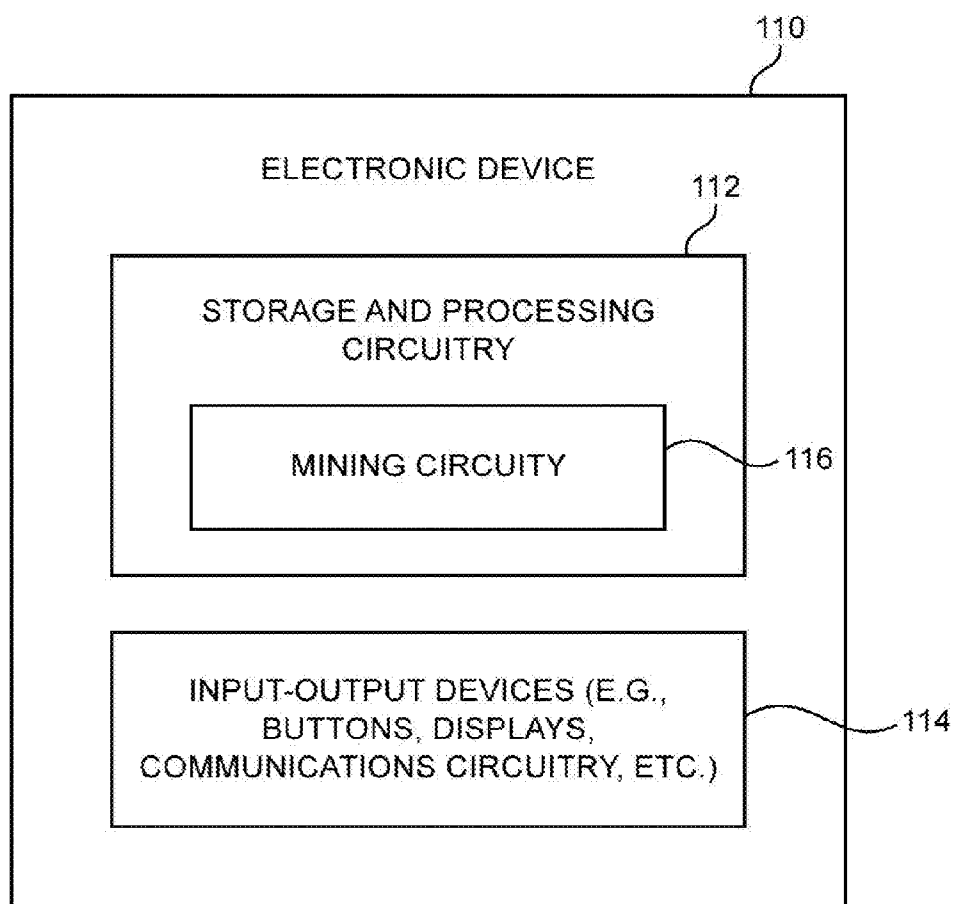 110
ELECTRONIC DEVICE
112
STORAGE AND PROCESSING
CIRCUITRY
MINING CIRCUITY
116
INPUT-OUTPUT DEVICES (E.G.,
BUTTONS, DISPLAYS,
COMMUNICATIONS CIRCUITRY, ETC.)
114